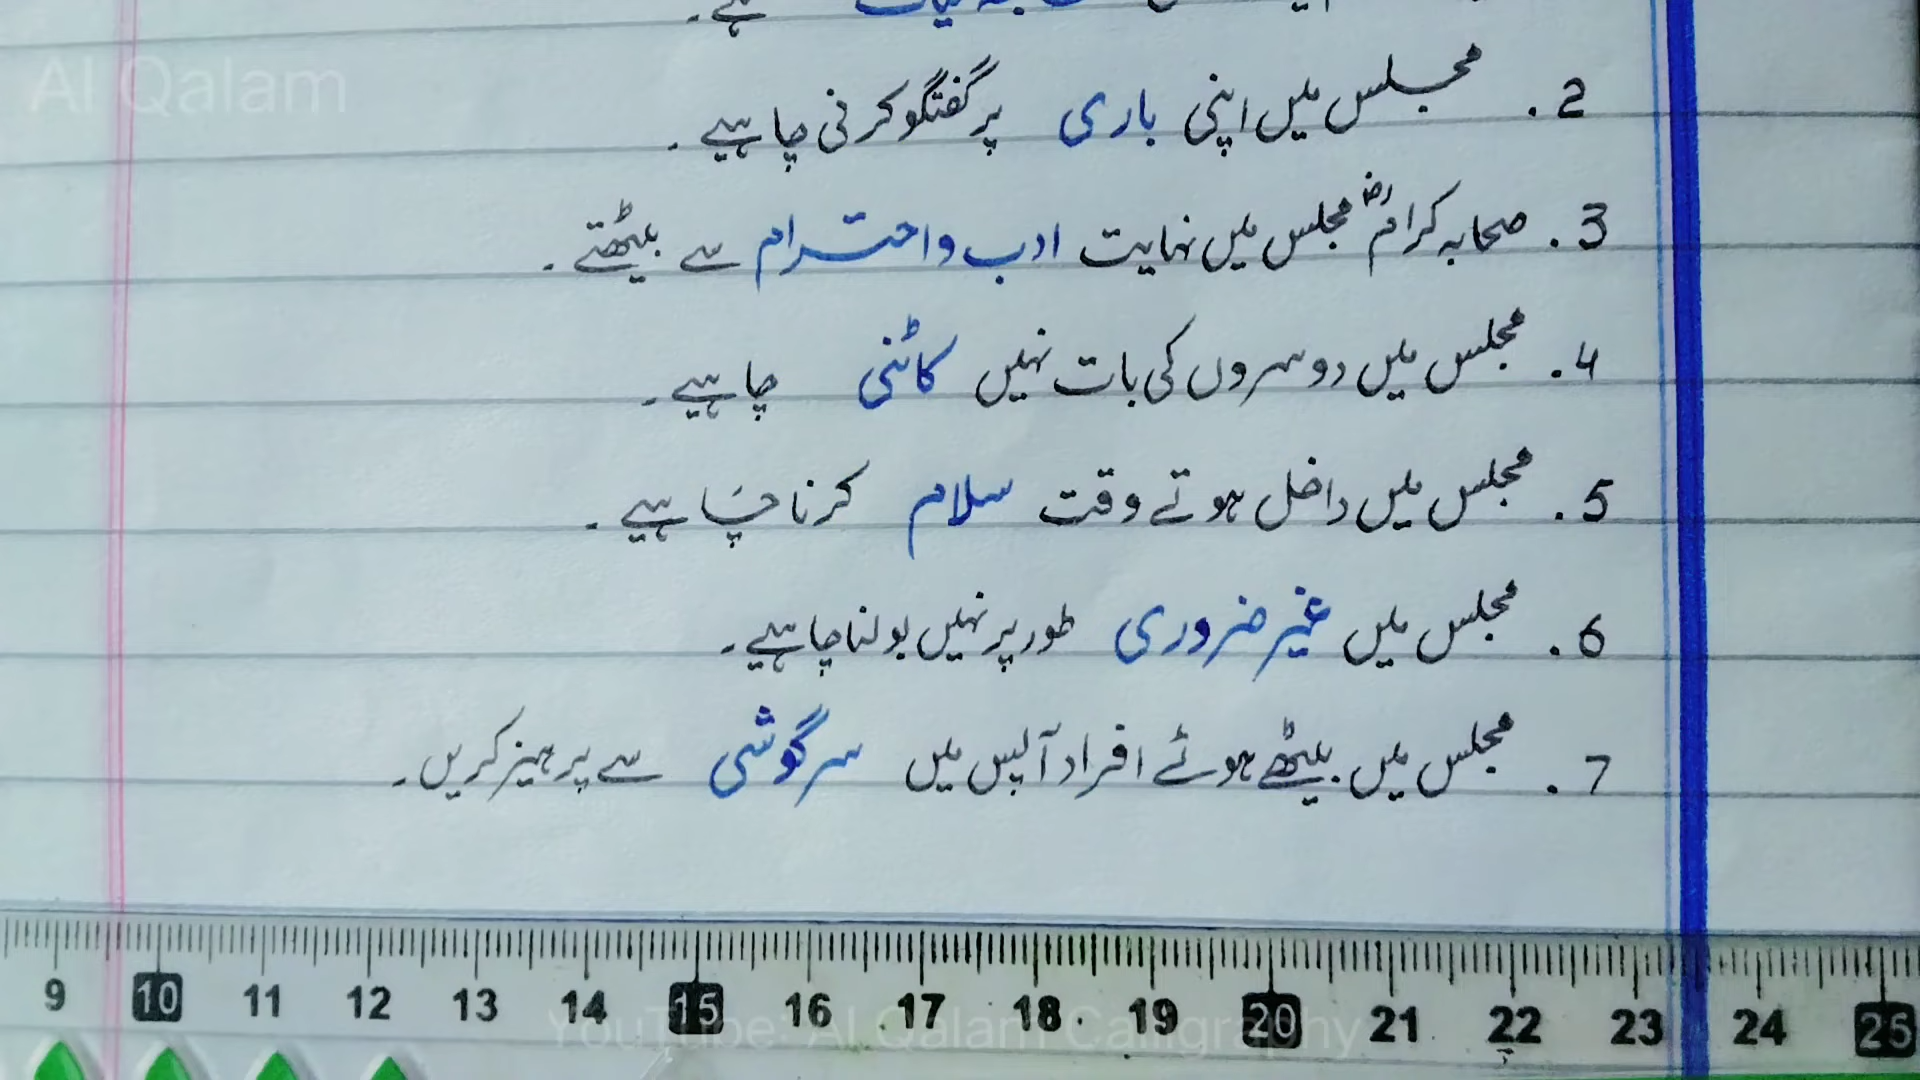 Al Qalam
ہے۔
2. مجلس میں اپنی باری پر گفتگو کرنی چاہیے۔
3. صحابہ کرامؓ مجلس میں نہایت ادب و احترام سے بیٹھتے۔
4. مجلس میں دوسروں کی بات نہیں کاٹنی چاہیے۔
5. مجلس میں داخل ہوتے وقت سلام کرنا چاہیے۔
6. مجلس میں غیر ضروری طور پر نہیں بولنا چاہیے۔
7. مجلس میں بیٹھے ہوئے افراد آپس میں سرگوشی سے پرہیز کریں۔
9 10 11 12 13 14 15 16 17 18 19 20 21 22 23 24 25
YouTube: Al Qalam Calligraphy